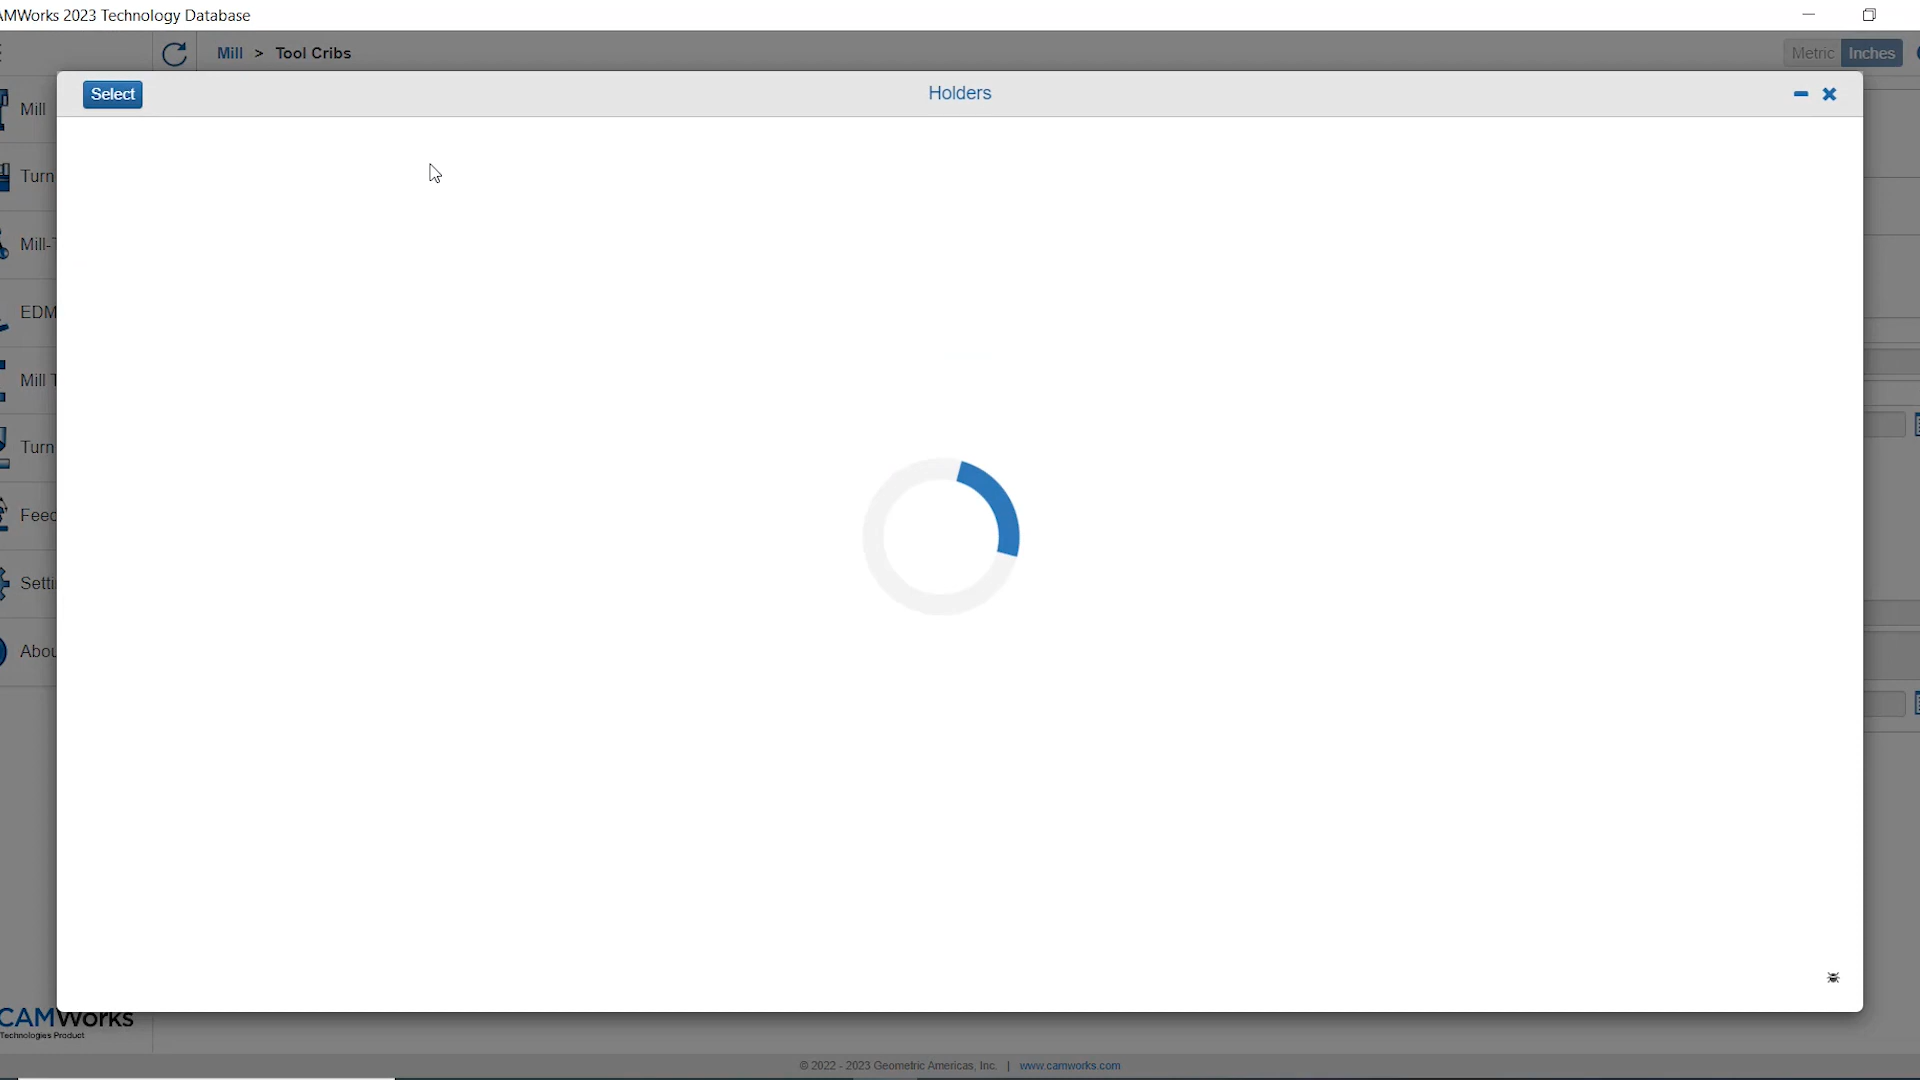 AMWorks 2023 Technology Database
Mill > Tool Cribs
Metric Inches
Select
Holders
Mill
Turn
Mill-T
EDM
Mill T
Turn
Feed
Settin
Abou
CAMWorks
Technologies Product
© 2022 - 2023 Geometric Americas, Inc. | www.camworks.com